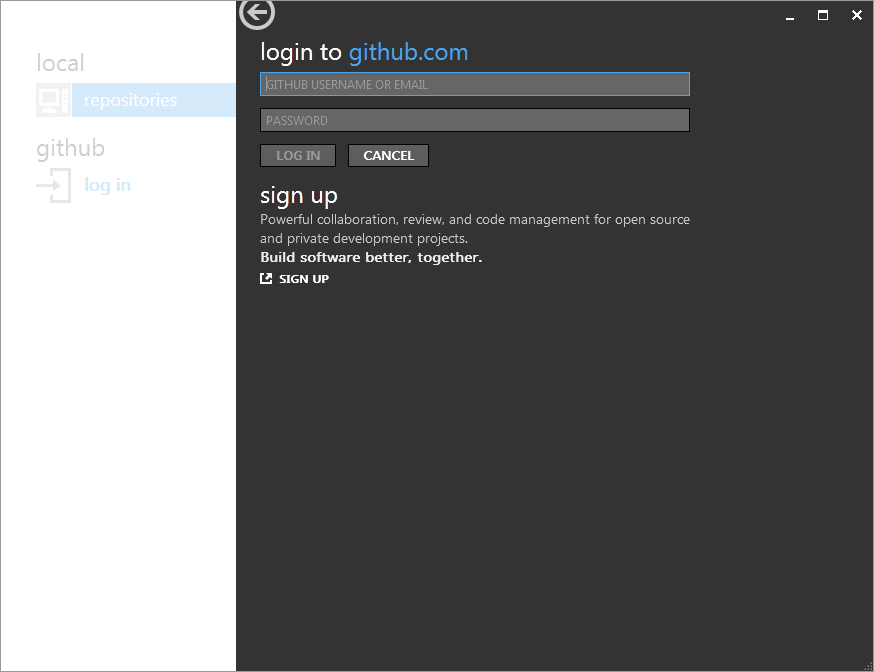 local
repositories
github
log in
login to github.com
GITHUB USERNAME OR EMAIL
PASSWORD
LOG IN CANCEL
sign up
Powerful collaboration, review, and code management for open source
and private development projects.
Build software better, together.
SIGN UP